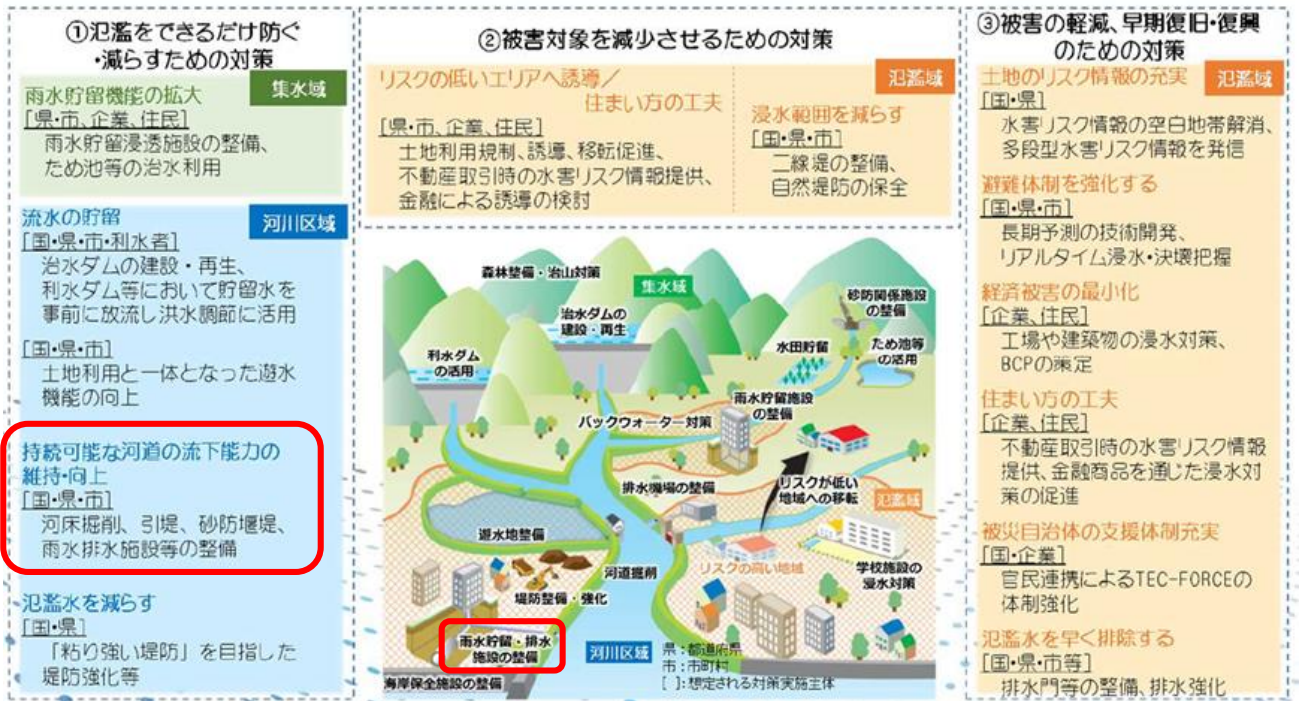 ①氾濫をできるだけ防ぐ
・減らすための対策
集水域
雨水貯留機能の拡大
[県・市、企業、住民]
雨水貯留浸透施設の整備、
ため池等の治水利用
河川区域
流水の貯留
[国・県・市・利水者]
治水ダムの建設・再生、
利水ダム等において貯留水を
事前に放流し洪水調節に活用
[国・県・市]
土地利用と一体となった遊水
機能の向上
持続可能な河道の流下能力の
維持・向上
[国・県・市]
河床掘削、引堤、砂防堰堤、
雨水排水施設等の整備
氾濫水を減らす
[国・県]
「粘り強い堤防」を目指した
堤防強化等
②被害対象を減少させるための対策
氾濫域
リスクの低いエリアへ誘導／
住まい方の工夫
[県・市、企業、住民]
土地利用規制、誘導、移転促進、
不動産取引時の水害リスク情報提供、
金融による誘導の検討
浸水範囲を減らす
[国・県・市]
二線堤の整備、
自然堤防の保全
森林整備・治山対策
集水域
治水ダムの
建設・再生
砂防関係施設
の整備
利水ダム
の活用
水田貯留
ため池等
の活用
雨水貯留施設
の整備
バックウォーター対策
排水機場の整備
リスクが低い
地域への移転
氾濫域
遊水地整備
河道掘削
リスクの高い地域
学校施設の
浸水対策
堤防整備・強化
雨水貯留・排水
施設の整備
河川区域
県：都道府県
市：市町村
[ ]：想定される対策実施主体
海岸保全施設の整備
③被害の軽減、早期復旧・復興
のための対策
氾濫域
土地のリスク情報の充実
[国・県]
水害リスク情報の空白地帯解消、
多段型水害リスク情報を発信
避難体制を強化する
[国・県・市]
長期予測の技術開発、
リアルタイム浸水・決壊把握
経済被害の最小化
[企業、住民]
工場や建築物の浸水対策、
BCPの策定
住まい方の工夫
[企業、住民]
不動産取引時の水害リスク情報
提供、金融商品を通じた浸水対
策の促進
被災自治体の支援体制充実
[国・企業]
官民連携によるTEC-FORCEの
体制強化
氾濫水を早く排除する
[国・県・市等]
排水門等の整備、排水強化